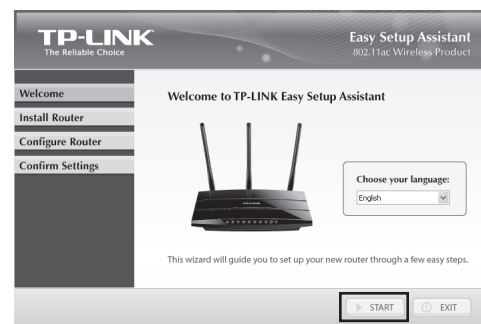 TP-LINK
The Reliable Choice
Easy Setup Assistant
802.11ac Wireless Product
Welcome
Install Router
Configure Router
Confirm Settings
Welcome to TP-LINK Easy Setup Assistant
TP-LINK
Choose your language:
English
This wizard will guide you to set up your new router through a few easy steps.
START
EXIT